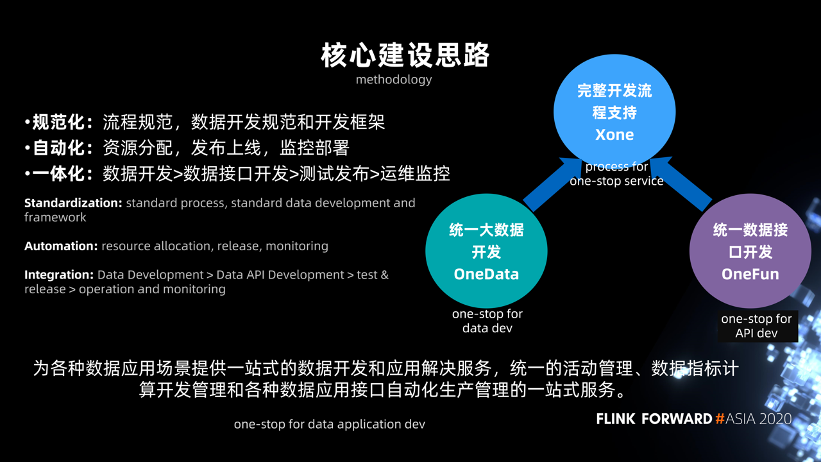 核心建设思路
methodology
•规范化：流程规范，数据开发规范和开发框架
•自动化：资源分配，发布上线，监控部署
•一体化：数据开发>数据接口开发>测试发布>运维监控
Standardization: standard process, standard data development and
framework
Automation: resource allocation, release, monitoring
Integration: Data Development > Data API Development > test &
release > operation and monitoring
完整开发流
程支持
Xone
process for
one-stop service
统一大数据
开发
OneData
one-stop for
data dev
统一数据接
口开发
OneFun
one-stop for
API dev
为各种数据应用场景提供一站式的数据开发和应用解决服务，统一的活动管理、数据指标计
算开发管理和各种数据应用接口自动化生产管理的一站式服务。
one-stop for data application dev
FLINK FORWARD #ASIA 2020